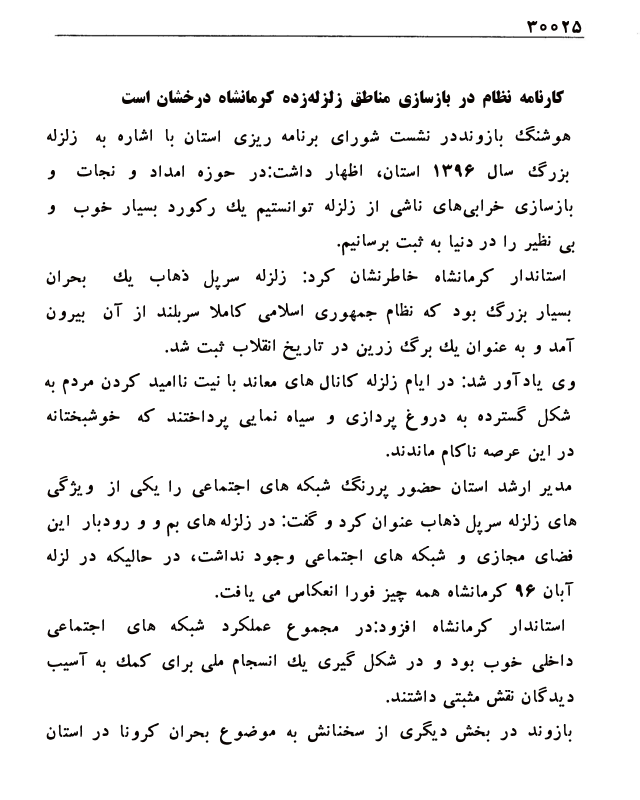 ۳۰۰۲۵
کارنامه نظام در بازسازی مناطق زلزله‌زده کرمانشاه درخشان است
هوشنگ بازونددر نشست شورای برنامه ریزی استان با اشاره به زلزله
بزرگ سال ۱۳۹۶ استان، اظهار داشت:در حوزه امداد و نجات و
بازسازی خرابی‌های ناشی از زلزله توانستیم یك رکورد بسیار خوب و
بی نظیر را در دنیا به ثبت برسانیم.
استاندار کرمانشاه خاطرنشان کرد: زلزله سرپل ذهاب یك بحران
بسیار بزرگ بود که نظام جمهوری اسلامی کاملا سربلند از آن بیرون
آمد و به عنوان یك برگ زرین در تاریخ انقلاب ثبت شد.
وی یادآور شد: در ایام زلزله کانال های معاند با نیت ناامید کردن مردم به
شکل گسترده به دروغ پردازی و سیاه نمایی پرداختند که خوشبختانه
در این عرصه ناکام ماندند.
مدیر ارشد استان حضور پررنگ شبکه های اجتماعی را یکی از ویژگی
های زلزله سرپل ذهاب عنوان کرد و گفت: در زلزله های بم و و رودبار این
فضای مجازی و شبکه های اجتماعی وجود نداشت، در حالیکه در لزله
آبان ۹۶ کرمانشاه همه چیز فورا انعکاس می یافت.
استاندار کرمانشاه افزود:در مجموع عملکرد شبکه های اجتماعی
داخلی خوب بود و در شکل گیری یك انسجام ملی برای کمك به آسیب
دیدگان نقش مثبتی داشتند.
بازوند در بخش دیگری از سخنانش به موضوع بحران کرونا در استان